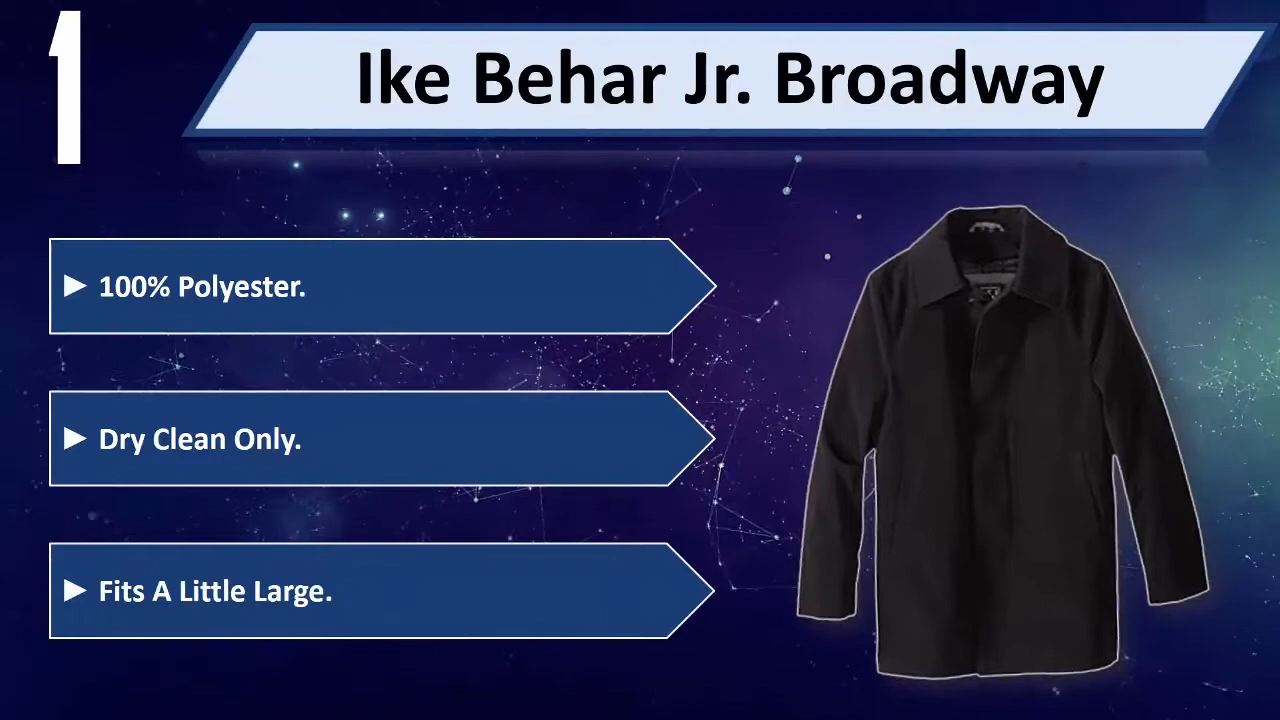 1
Ike Behar Jr. Broadway
► 100% Polyester.
► Dry Clean Only.
► Fits A Little Large.